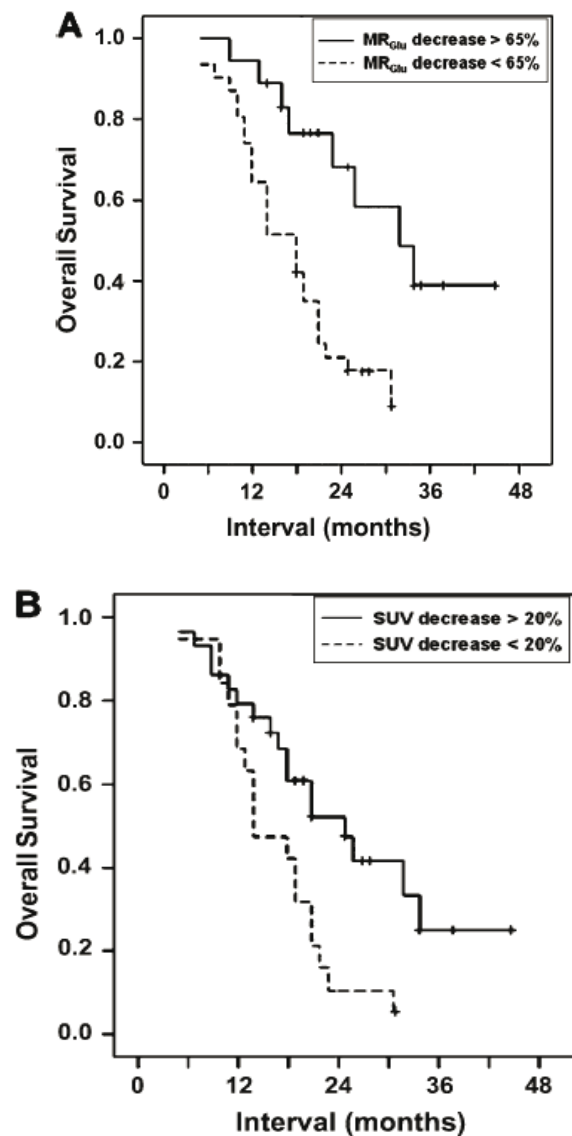 A
MR_Glu decrease > 65%
MR_Glu decrease < 65%
1.0
0.8
0.6
0.4
0.2
0.0
Overall Survival
0 12 24 36 48
Interval (months)
B
SUV decrease > 20%
SUV decrease < 20%
1.0
0.8
0.6
0.4
0.2
0.0
Overall Survival
0 12 24 36 48
Interval (months)